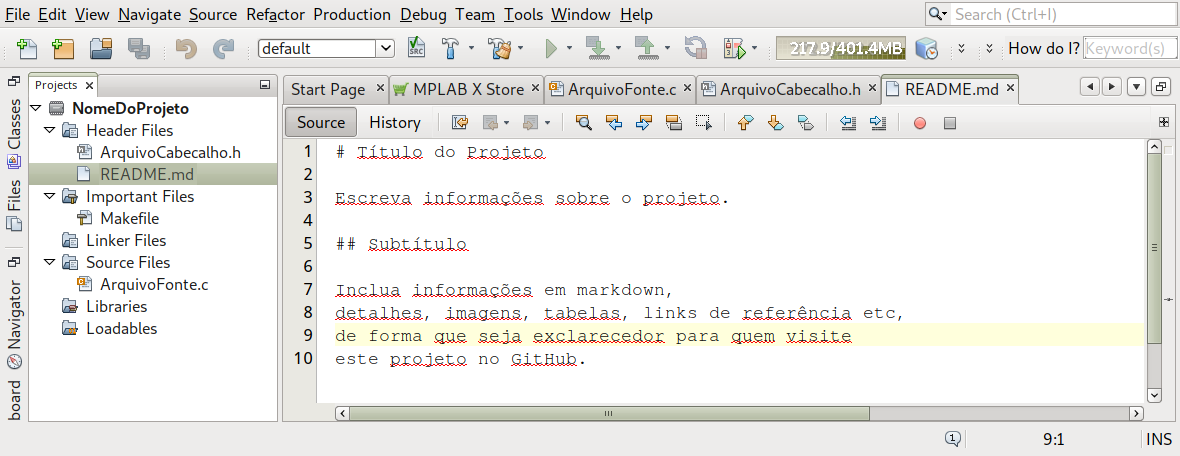 File Edit View Navigate Source Refactor Production Debug Team Tools Window Help
Search (Ctrl+I)
default
SRC
217.9/401.4MB
How do I?
Keyword(s)
Projects
Classes
Files
Navigator
board
NomeDoProjeto
Header Files
ArquivoCabecalho.h
README.md
Important Files
Makefile
Linker Files
Source Files
ArquivoFonte.c
Libraries
Loadables
Start Page
MPLAB X Store
ArquivoFonte.c
ArquivoCabecalho.h
README.md
Source History
1 # Título do Projeto
2
3 Escreva informações sobre o projeto.
4
5 ## Subtítulo
6
7 Inclua informações em markdown,
8 detalhes, imagens, tabelas, links de referência etc,
9 de forma que seja exclarecedor para quem visite
10 este projeto no GitHub.
1
9:1
INS